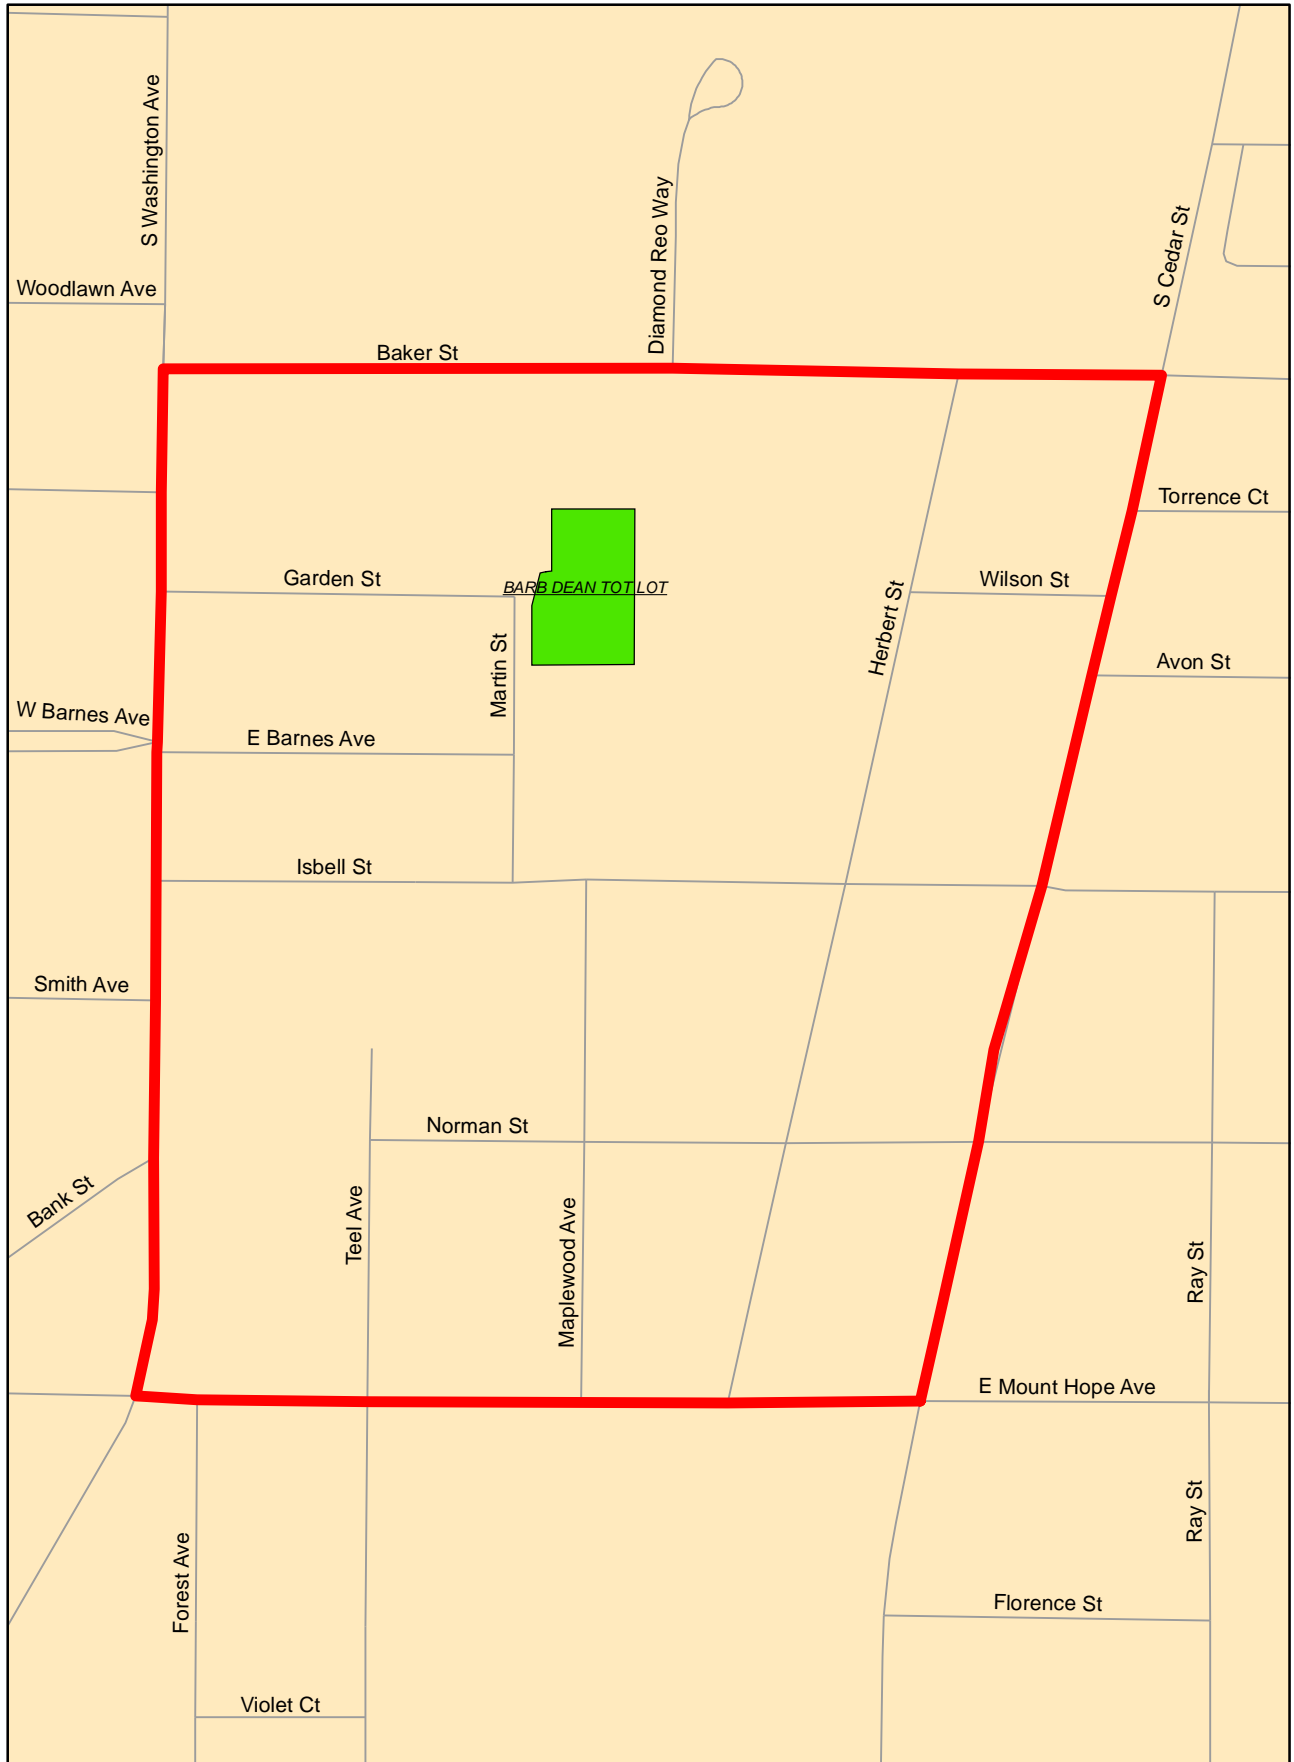 S Washington Ave
Diamond Reo Way
S Cedar St
Woodlawn Ave
Baker St
Torrence Ct
Garden St
BARB DEAN TOT LOT
Wilson St
Herbert St
Martin St
Avon St
W Barnes Ave
E Barnes Ave
Isbell St
Smith Ave
Norman St
Bank St
Teel Ave
Maplewood Ave
Ray St
E Mount Hope Ave
Ray St
Forest Ave
Florence St
Violet Ct